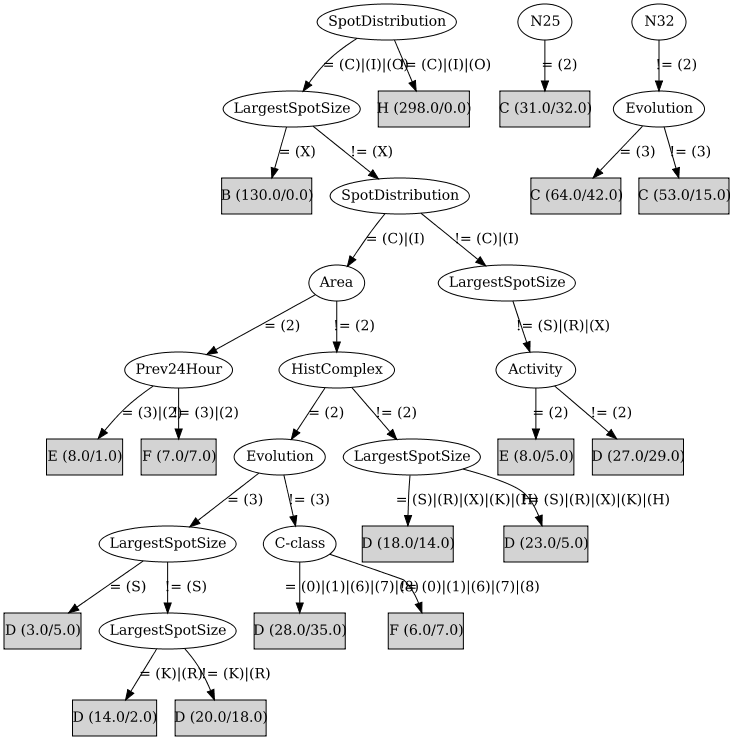 SpotDistribution N25 N32
= (C)|(I)|(O) != (C)|(I)|(O) = (2) != (2)
LargestSpotSize H (298.0/0.0) C (31.0/32.0) Evolution
= (X) != (X) = (3) != (3)
B (130.0/0.0) SpotDistribution C (64.0/42.0) C (53.0/15.0)
= (C)|(I) != (C)|(I)
Area LargestSpotSize
= (2) != (2) != (S)|(R)|(X)
Prev24Hour HistComplex Activity
= (3)|(2) != (3)|(2) = (2) != (2) = (2) != (2)
E (8.0/1.0) F (7.0/7.0) Evolution LargestSpotSize E (8.0/5.0) D (27.0/29.0)
= (3) != (3) = (S)|(R)|(X)|(K)|(H) != (S)|(R)|(X)|(K)|(H)
LargestSpotSize C-class D (18.0/14.0) D (23.0/5.0)
= (S) != (S) = (0)|(1)|(6)|(7)|(8) != (0)|(1)|(6)|(7)|(8)
D (3.0/5.0) LargestSpotSize D (28.0/35.0) F (6.0/7.0)
= (K)|(R) != (K)|(R)
D (14.0/2.0) D (20.0/18.0)